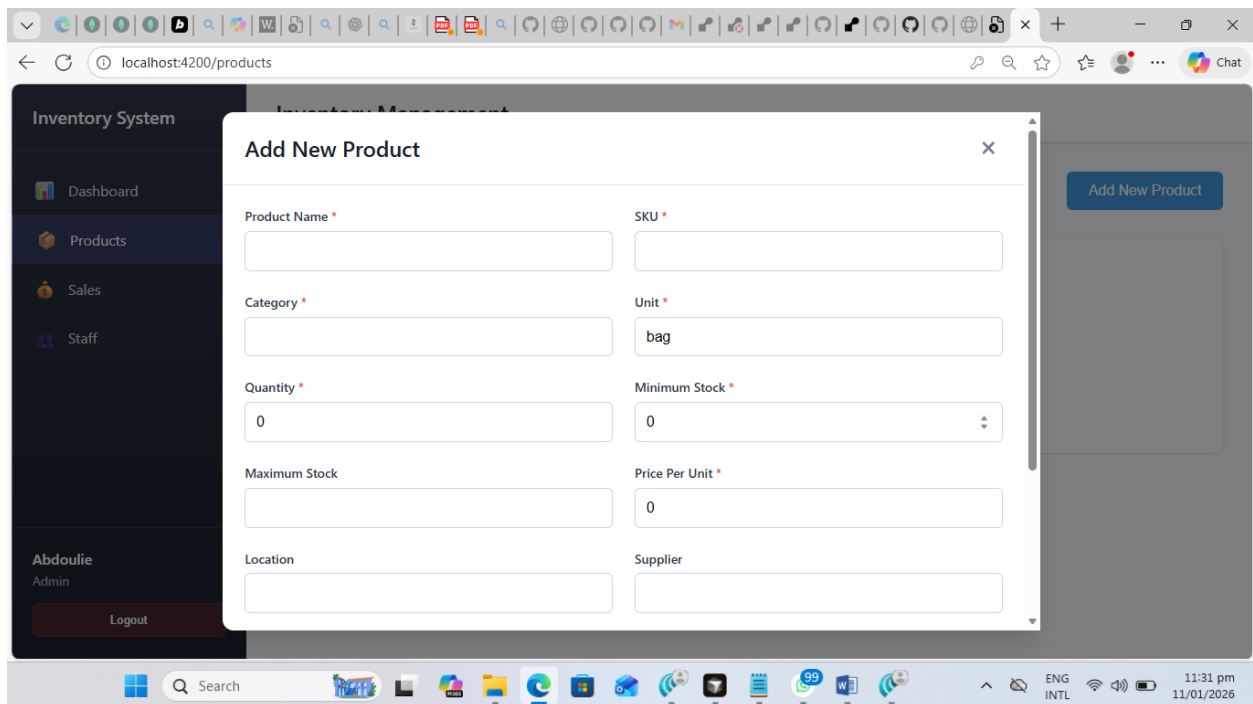 localhost:4200/products
Chat
Inventory System
Add New Product
Dashboard
Add New Product
Product Name *
SKU *
Products
Sales
Category *
Unit *
bag
Staff
Quantity *
Minimum Stock *
0
0
Maximum Stock
Price Per Unit *
0
Abdoulie
Location
Supplier
Admin
Logout
Search
99
ENG
INTL
11:31 pm
11/01/2026